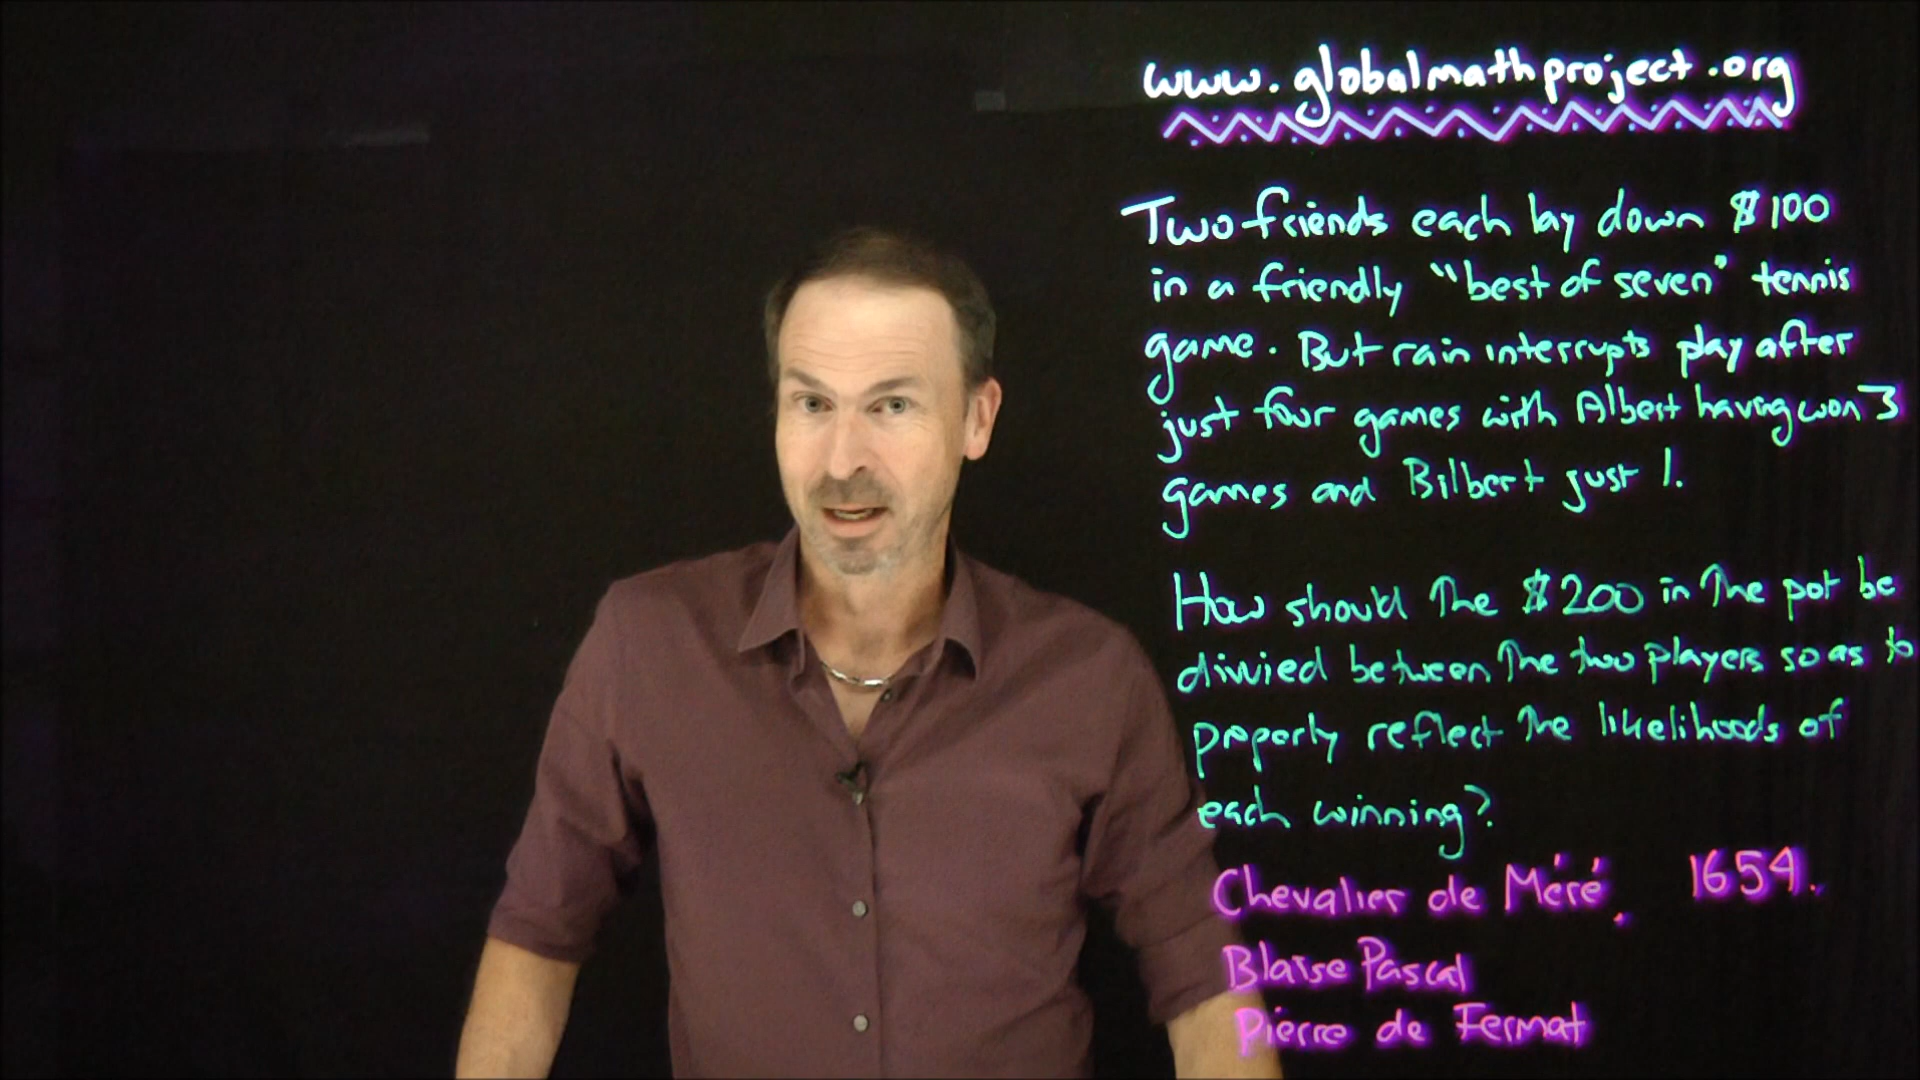 www.globalmathproject.org
Two friends each lay down $100
in a friendly "best of seven" tennis
game. But rain interrupts play after
just four games with Albert having won 3
games and Bilbert just 1.
How should the $200 in the pot be
divvied between the two players so as to
properly reflect the likelihoods of
each winning?
Chevalier de Méré, 1654.
Blaise Pascal
Pierre de Fermat